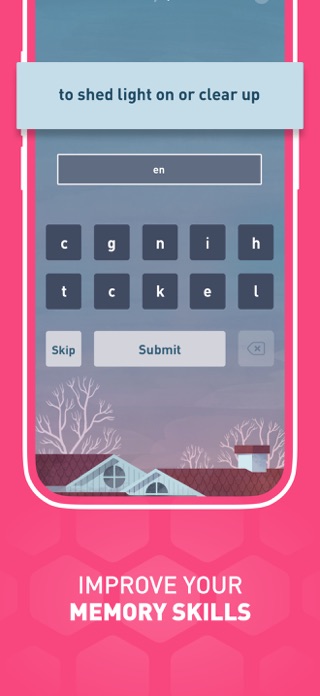 to shed light on or clear up
en
c g n i h
t c k e l
Skip Submit
IMPROVE YOUR
MEMORY SKILLS